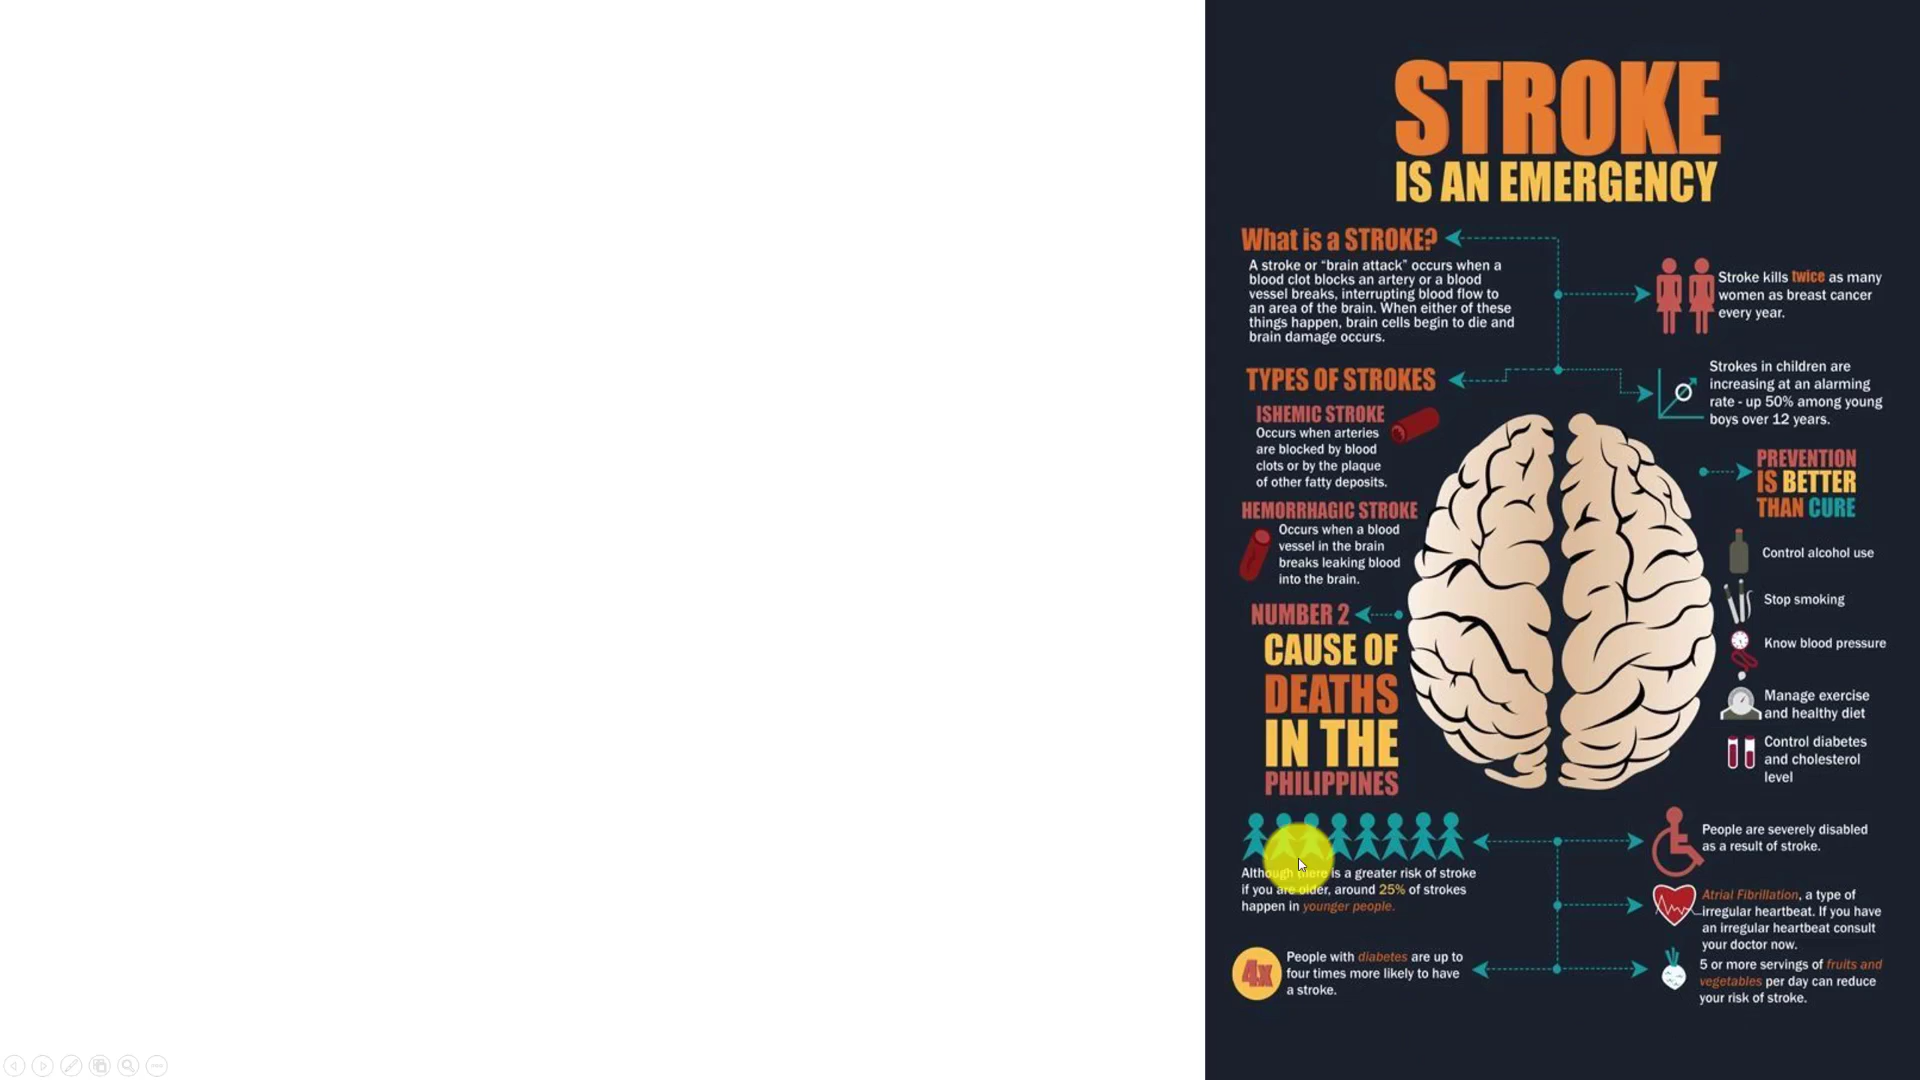 STROKE
IS AN EMERGENCY
What is a STROKE?
A stroke or “brain attack” occurs when a
blood clot blocks an artery or a blood
vessel breaks, interrupting blood flow to
an area of the brain. When either of these
things happen, brain cells begin to die and
brain damage occurs.
Stroke kills twice as many
women as breast cancer
every year.
Strokes in children are
increasing at an alarming
rate - up 50% among young
boys over 12 years.
TYPES OF STROKES
ISHEMIC STROKE
Occurs when arteries
are blocked by blood
clots or by the plaque
of other fatty deposits.
HEMORRHAGIC STROKE
Occurs when a blood
vessel in the brain
breaks leaking blood
into the brain.
PREVENTION
IS BETTER
THAN CURE
Control alcohol use
Stop smoking
Know blood pressure
Manage exercise
and healthy diet
Control diabetes
and cholesterol
level
NUMBER 2
CAUSE OF
DEATHS
IN THE
PHILIPPINES
Although there is a greater risk of stroke
if you are older, around 25% of strokes
happen in younger people.
4x
People with diabetes are up to
four times more likely to have
a stroke.
People are severely disabled
as a result of stroke.
Atrial Fibrillation, a type of
irregular heartbeat. If you have
an irregular heartbeat consult
your doctor now.
5 or more servings of fruits and
vegetables per day can reduce
your risk of stroke.